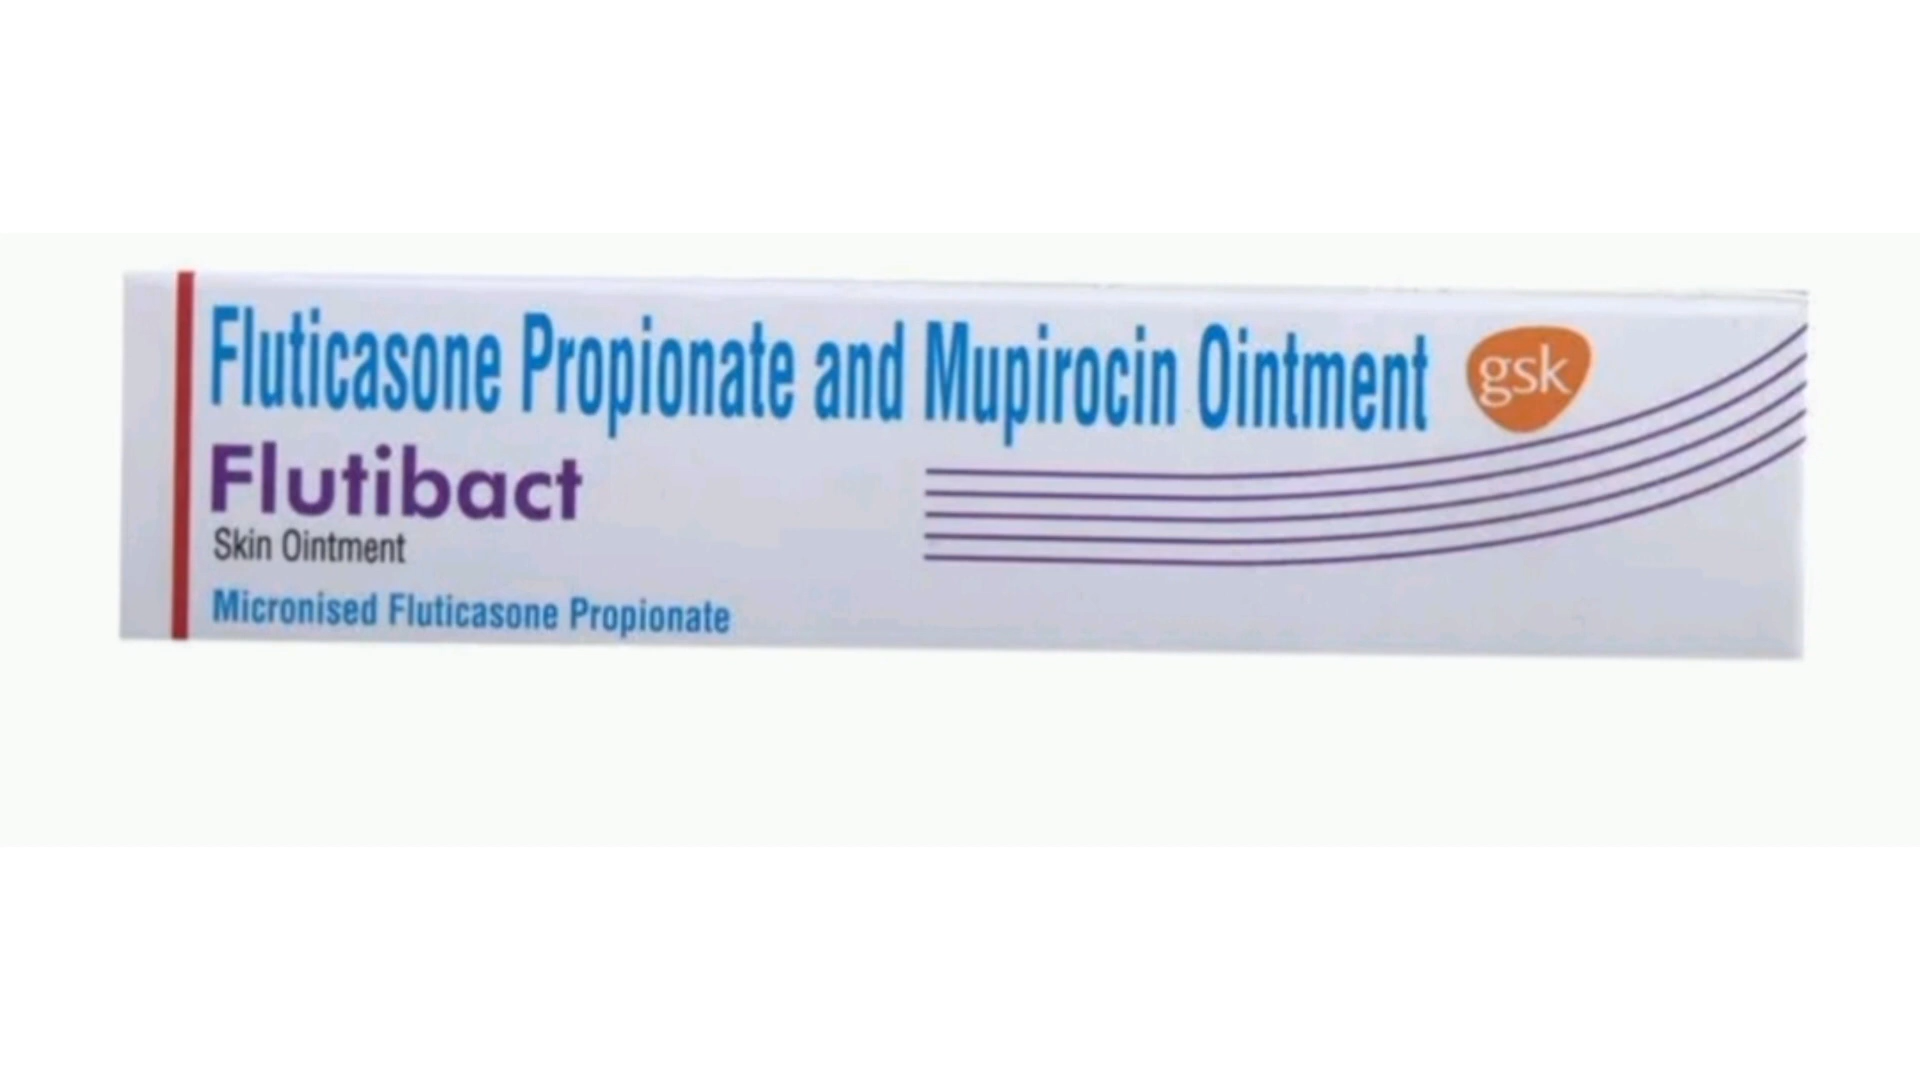 Fluticasone Propionate and Mupirocin Ointment
gsk
Flutibact
Skin Ointment
Micronised Fluticasone Propionate